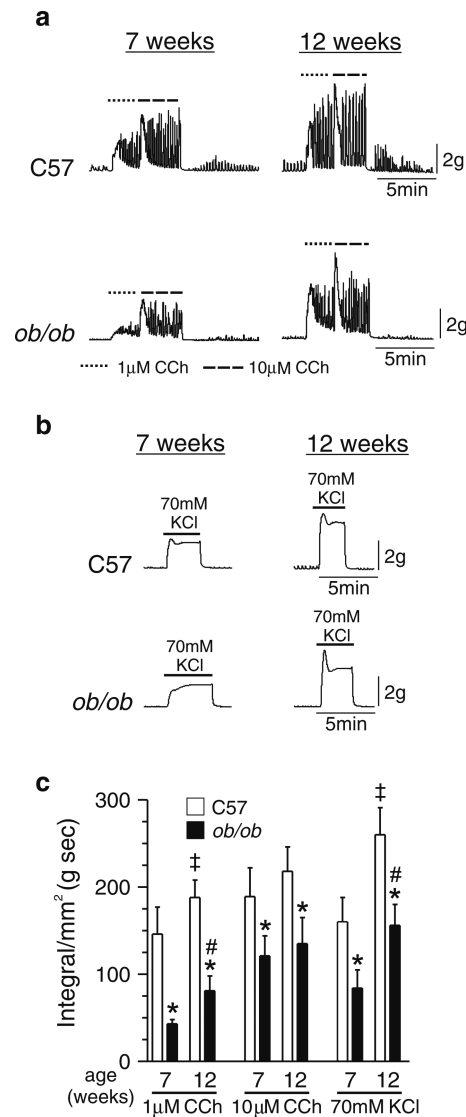 a
7 weeks 12 weeks
C57
2g
5min
ob/ob
2g
5min
1µM CCh 10µM CCh
b
7 weeks 12 weeks
70mM
KCl
70mM
KCl
C57
2g
5min
70mM
KCl
70mM
KCl
ob/ob
2g
5min
c
300
200
100
0
Integral/mm² (g sec)
C57
ob/ob
* ‡ # * * * * ‡ # *
age
(weeks)
7 12 7 12 7 12
1µM CCh 10µM CCh 70mM KCl